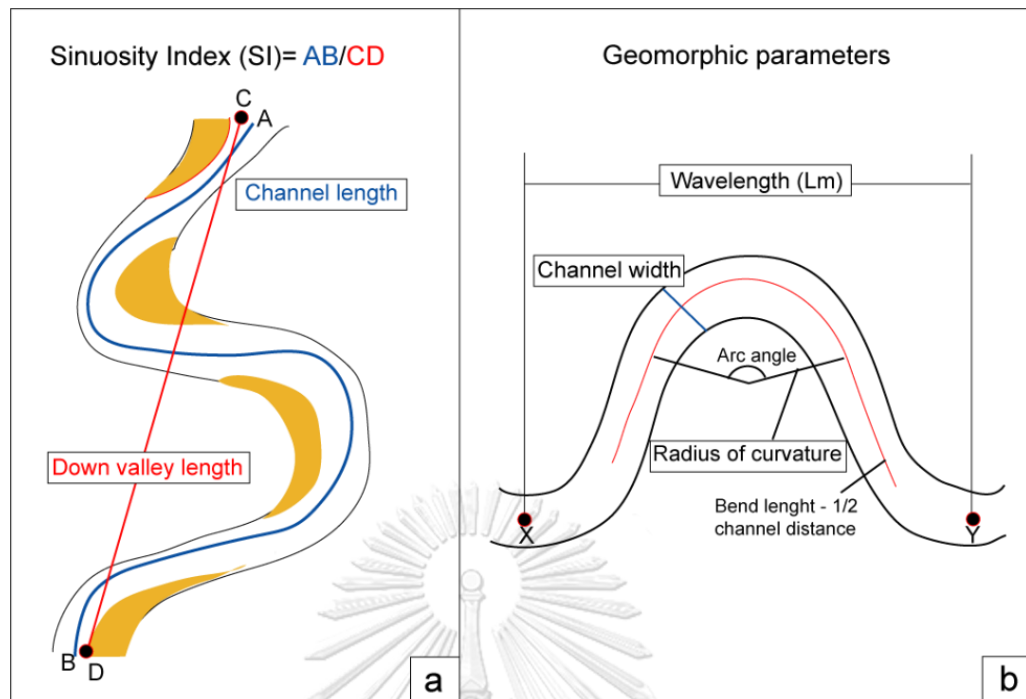 Sinuosity Index (SI)= AB/CD
C
A
Channel length
Down valley length
B
D
a
Geomorphic parameters
Wavelength (Lm)
Channel width
Arc angle
Radius of curvature
Bend lenght - 1/2
channel distance
X
Y
b